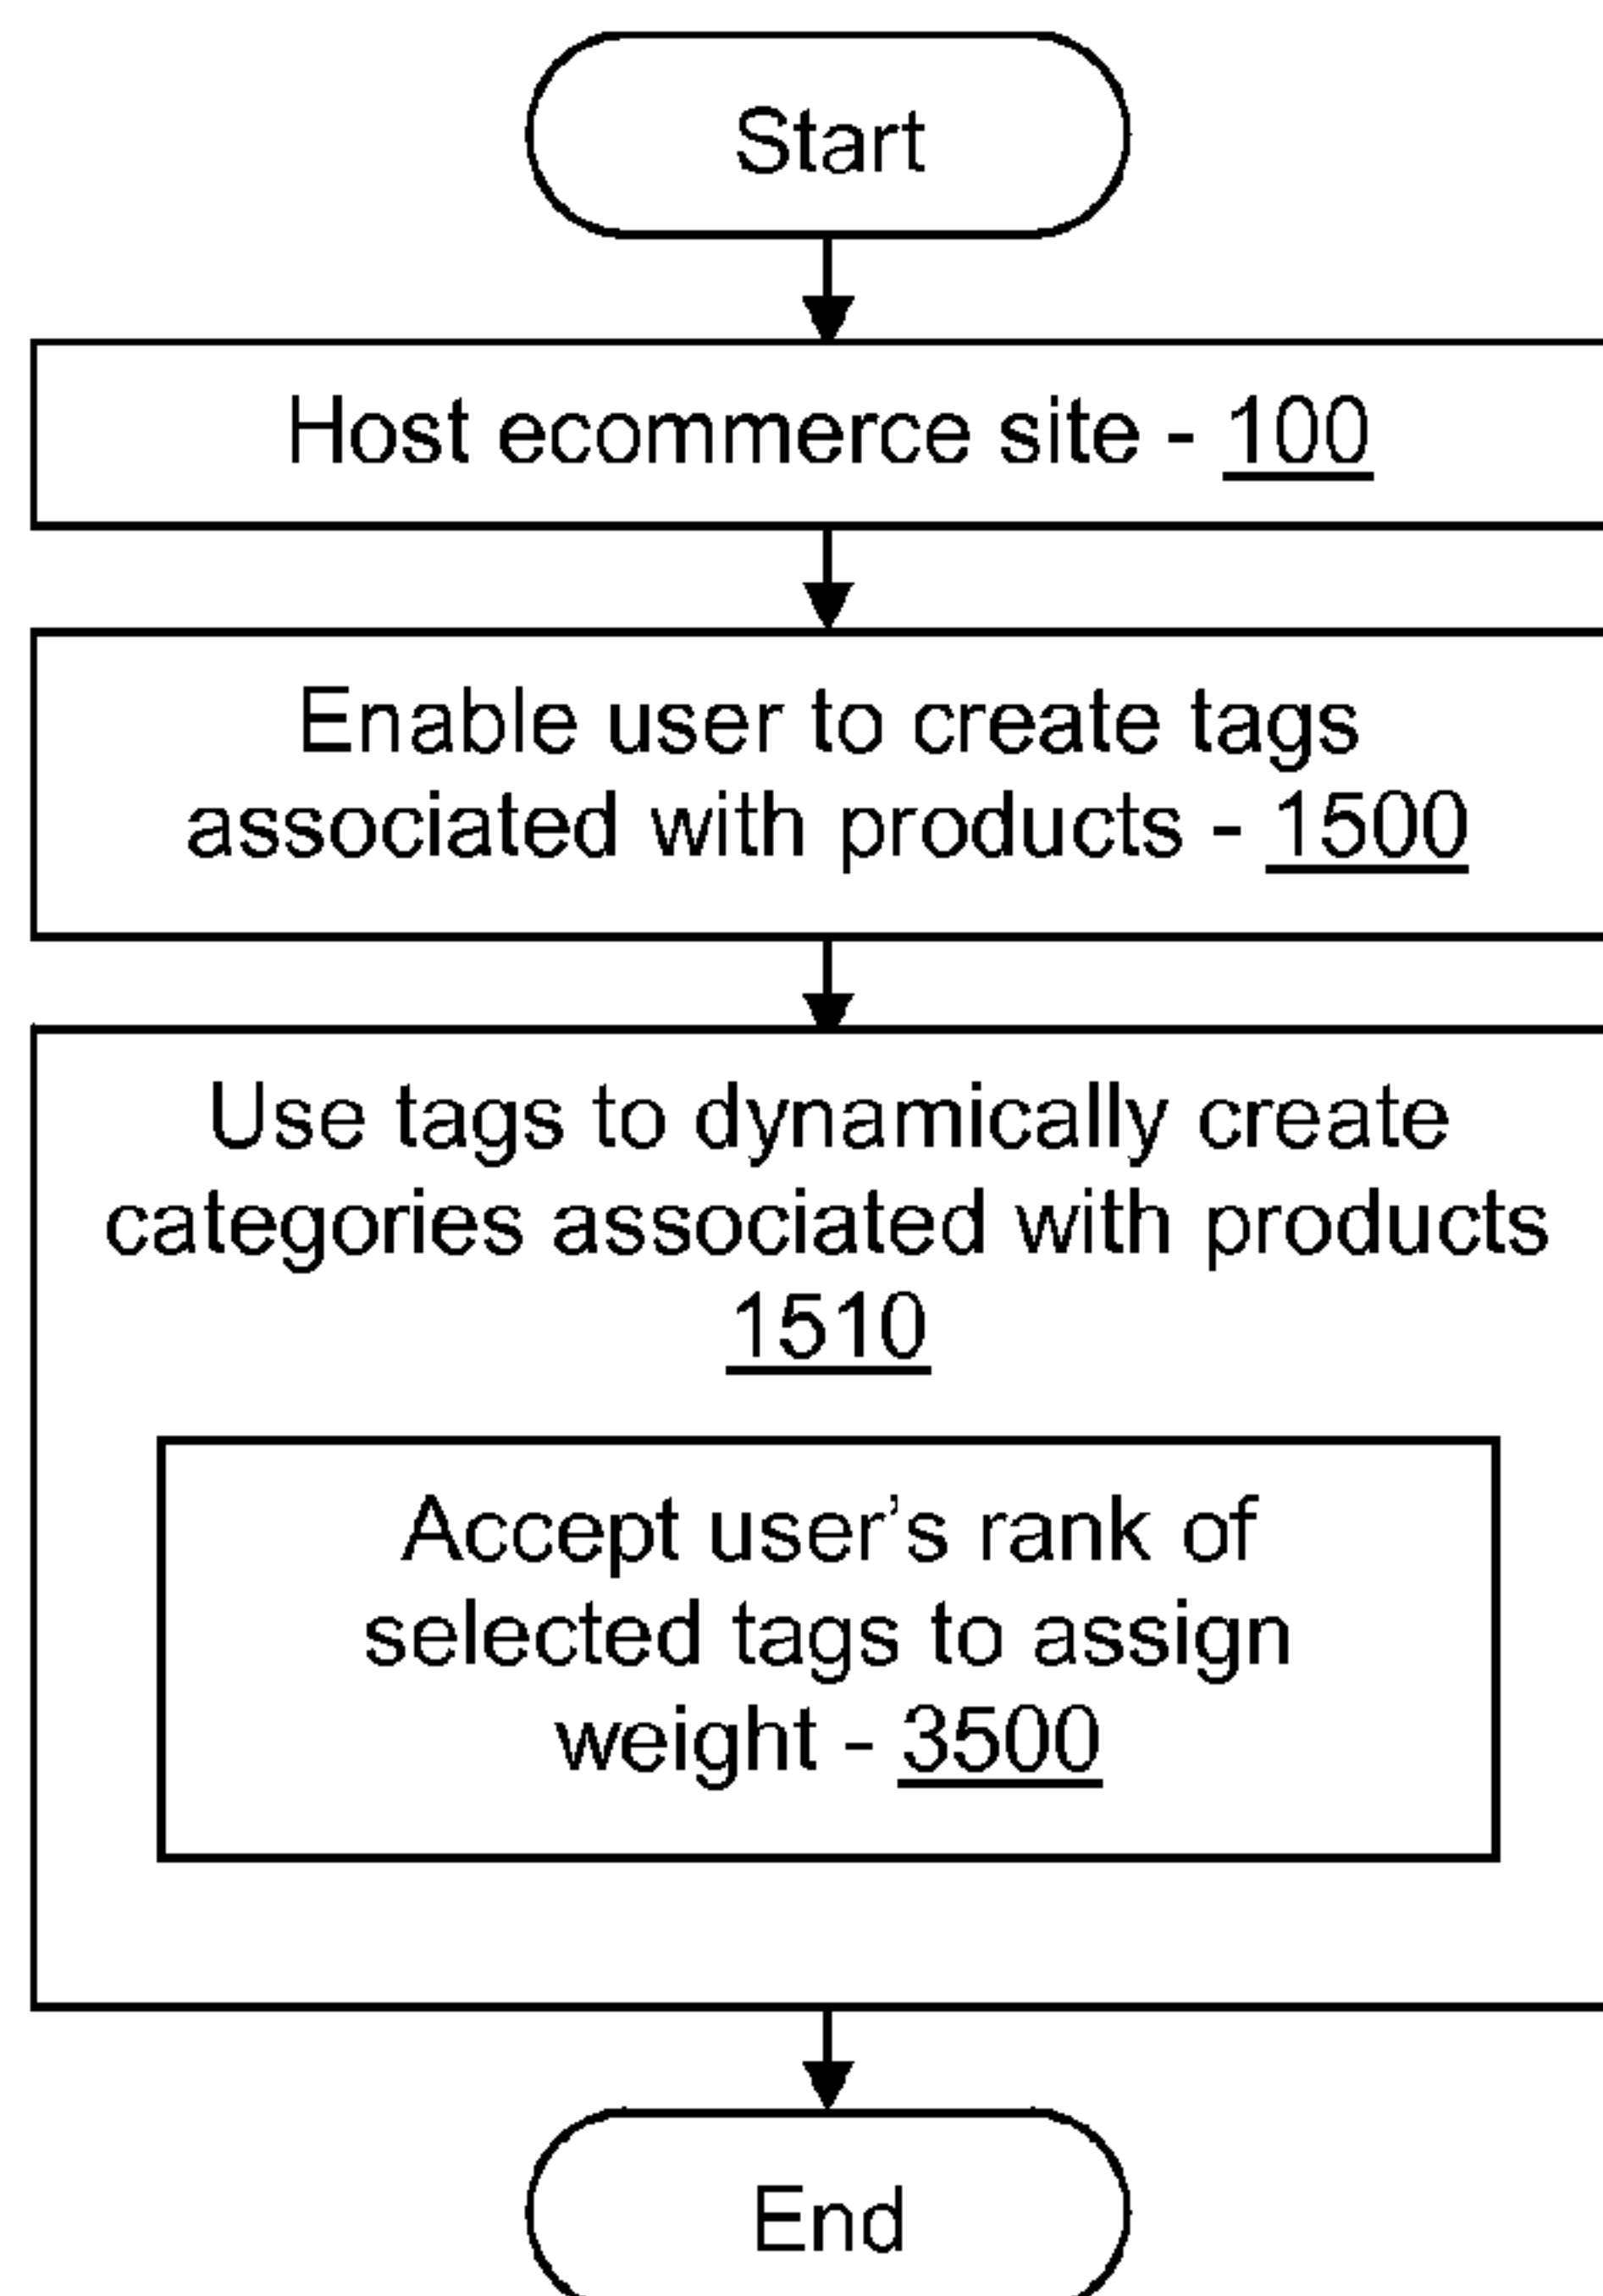 Start
Host ecommerce site - 100
Enable user to create tags
associated with products - 1500
Use tags to dynamically create
categories associated with products
1510
Accept user's rank of
selected tags to assign
weight - 3500
End